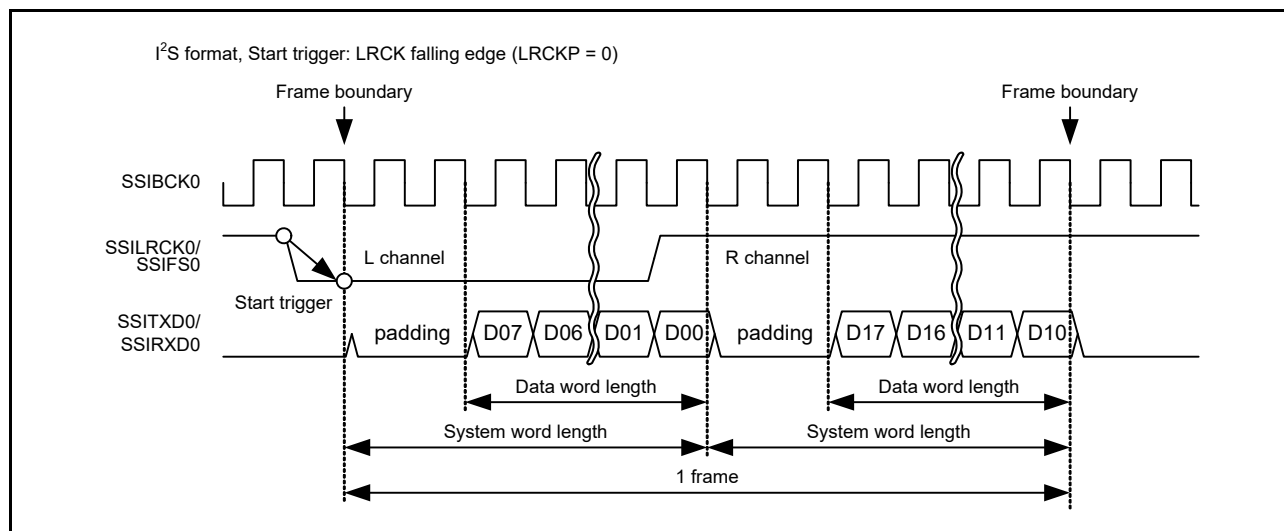 I²S format, Start trigger: LRCK falling edge (LRCKP = 0)
Frame boundary
Frame boundary
SSIBCK0
SSILRCK0/
SSIFS0
L channel
R channel
Start trigger
SSITXD0/
SSIRXD0
padding
D07
D06
D01
D00
padding
D17
D16
D11
D10
Data word length
Data word length
System word length
System word length
1 frame